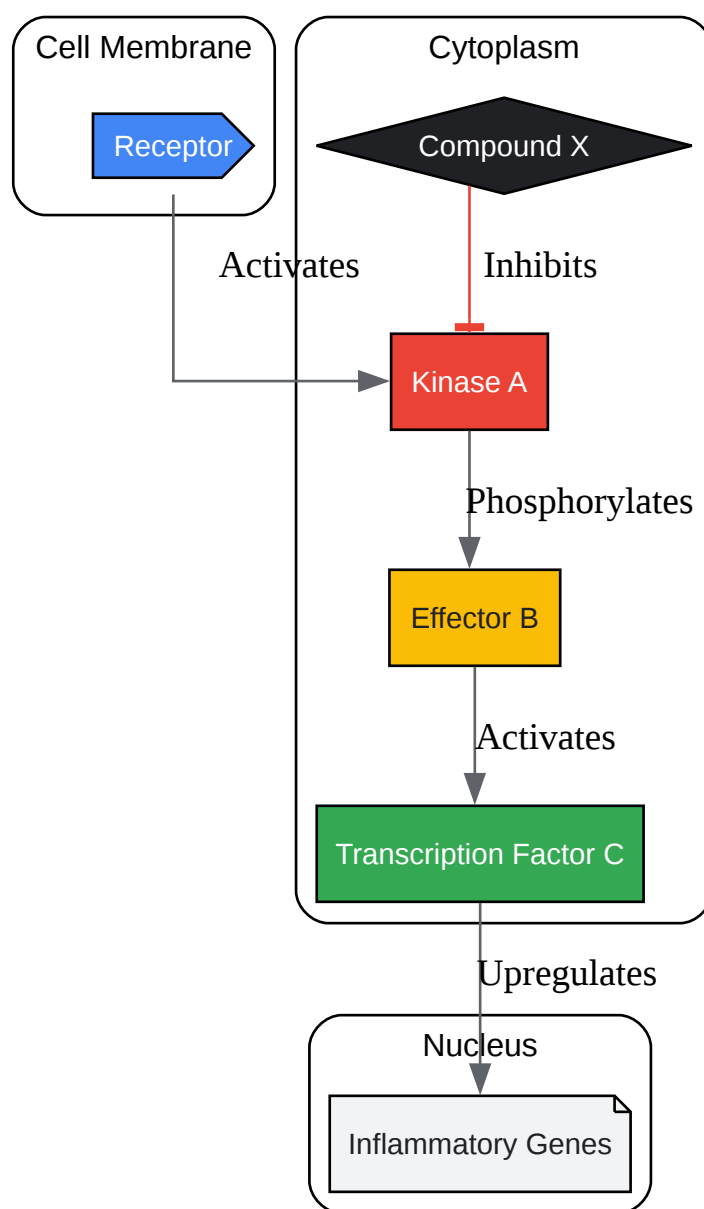 Cell Membrane
Cytoplasm
Receptor
Compound X
Activates
Inhibits
Kinase A
Phosphorylates
Effector B
Activates
Transcription Factor C
Upregulates
Nucleus
Inflammatory Genes